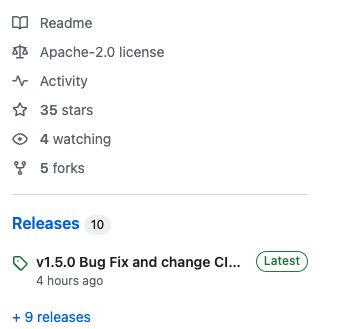 Readme
Apache-2.0 license
Activity
35 stars
4 watching
5 forks
Releases 10
v1.5.0 Bug Fix and change CI... Latest
4 hours ago
+ 9 releases